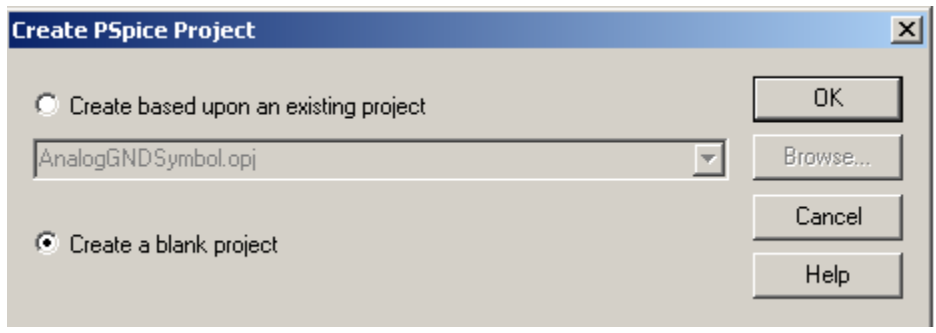 Create PSpice Project
Create based upon an existing project
OK
AnalogGNDSymbol.opj
Browse...
Cancel
Create a blank project
Help